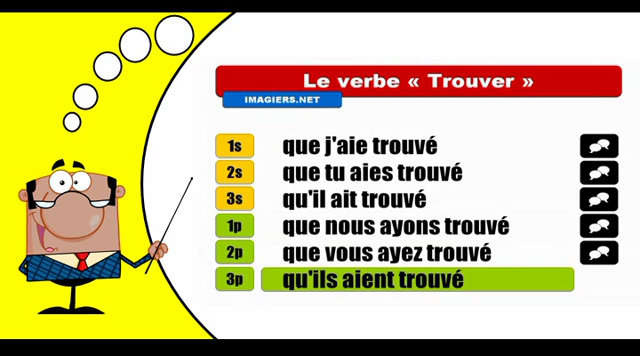 Le verbe « Trouver »
IMAGIERS.NET
1s que j'aie trouvé
2s que tu aies trouvé
3s qu'il ait trouvé
1p que nous ayons trouvé
2p que vous ayez trouvé
3p qu'ils aient trouvé